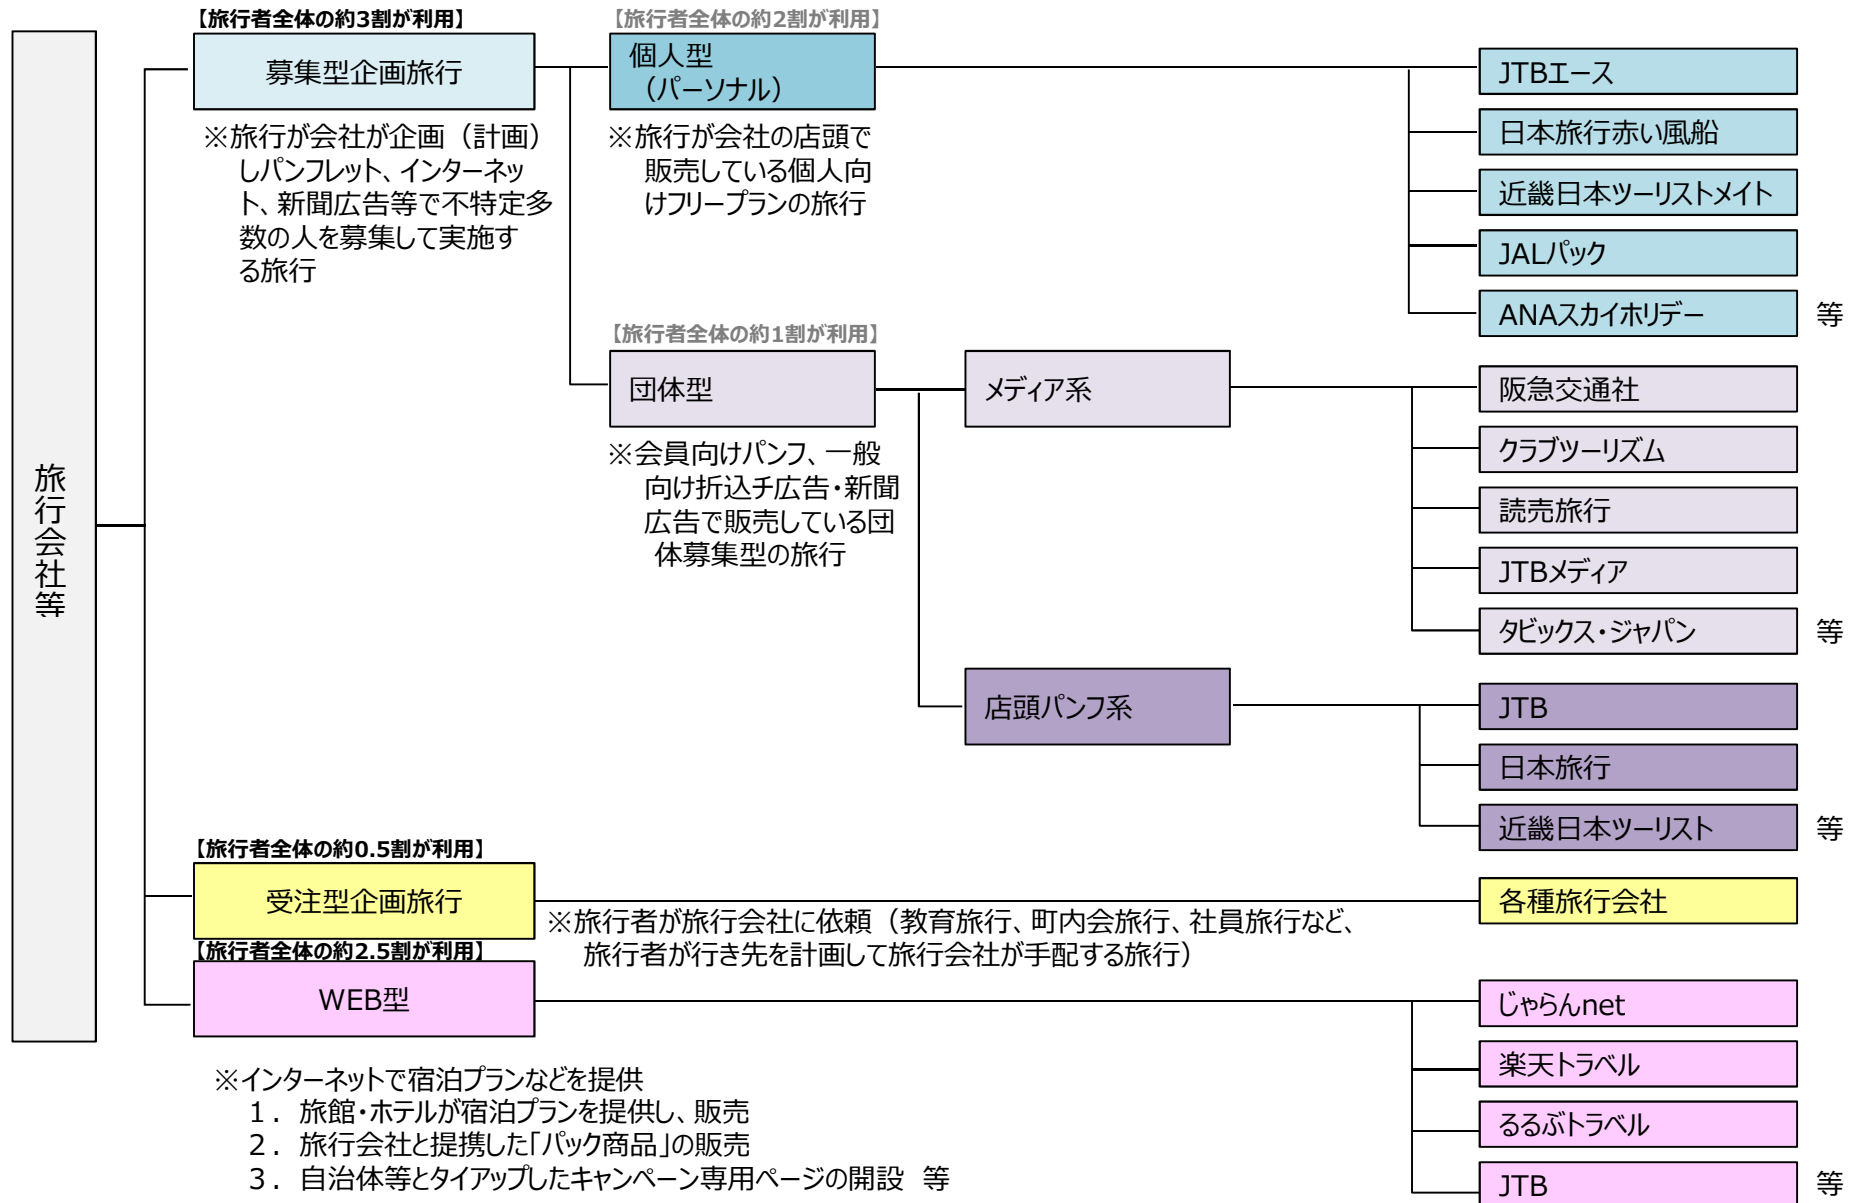 【旅行者全体の約3割が利用】
【旅行者全体の約2割が利用】
旅行会社等
募集型企画旅行
個人型
（パーソナル）
※旅行が会社が企画（計画）
しパンフレット、インターネッ
ト、新聞広告等で不特定多
数の人を募集して実施す
る旅行
※旅行が会社の店頭で
販売している個人向
けフリープランの旅行
JTBエース
日本旅行赤い風船
近畿日本ツーリストメイト
JALパック
ANAスカイホリデー
等
【旅行者全体の約1割が利用】
団体型
※会員向けパンフ、一般
向け折込チ広告・新聞
広告で販売している団
体募集型の旅行
メディア系
阪急交通社
クラブツーリズム
読売旅行
JTBメディア
タビックス・ジャパン
等
店頭パンフ系
JTB
日本旅行
近畿日本ツーリスト
等
【旅行者全体の約0.5割が利用】
受注型企画旅行
※旅行者が旅行会社に依頼（教育旅行、町内会旅行、社員旅行など、
旅行者が行き先を計画して旅行会社が手配する旅行）
各種旅行会社
【旅行者全体の約2.5割が利用】
WEB型
※インターネットで宿泊プランなどを提供
１．旅館・ホテルが宿泊プランを提供し、販売
２．旅行会社と提携した「パック商品」の販売
３．自治体等とタイアップしたキャンペーン専用ページの開設　等
じゃらんnet
楽天トラベル
るるぶトラベル
JTB
等